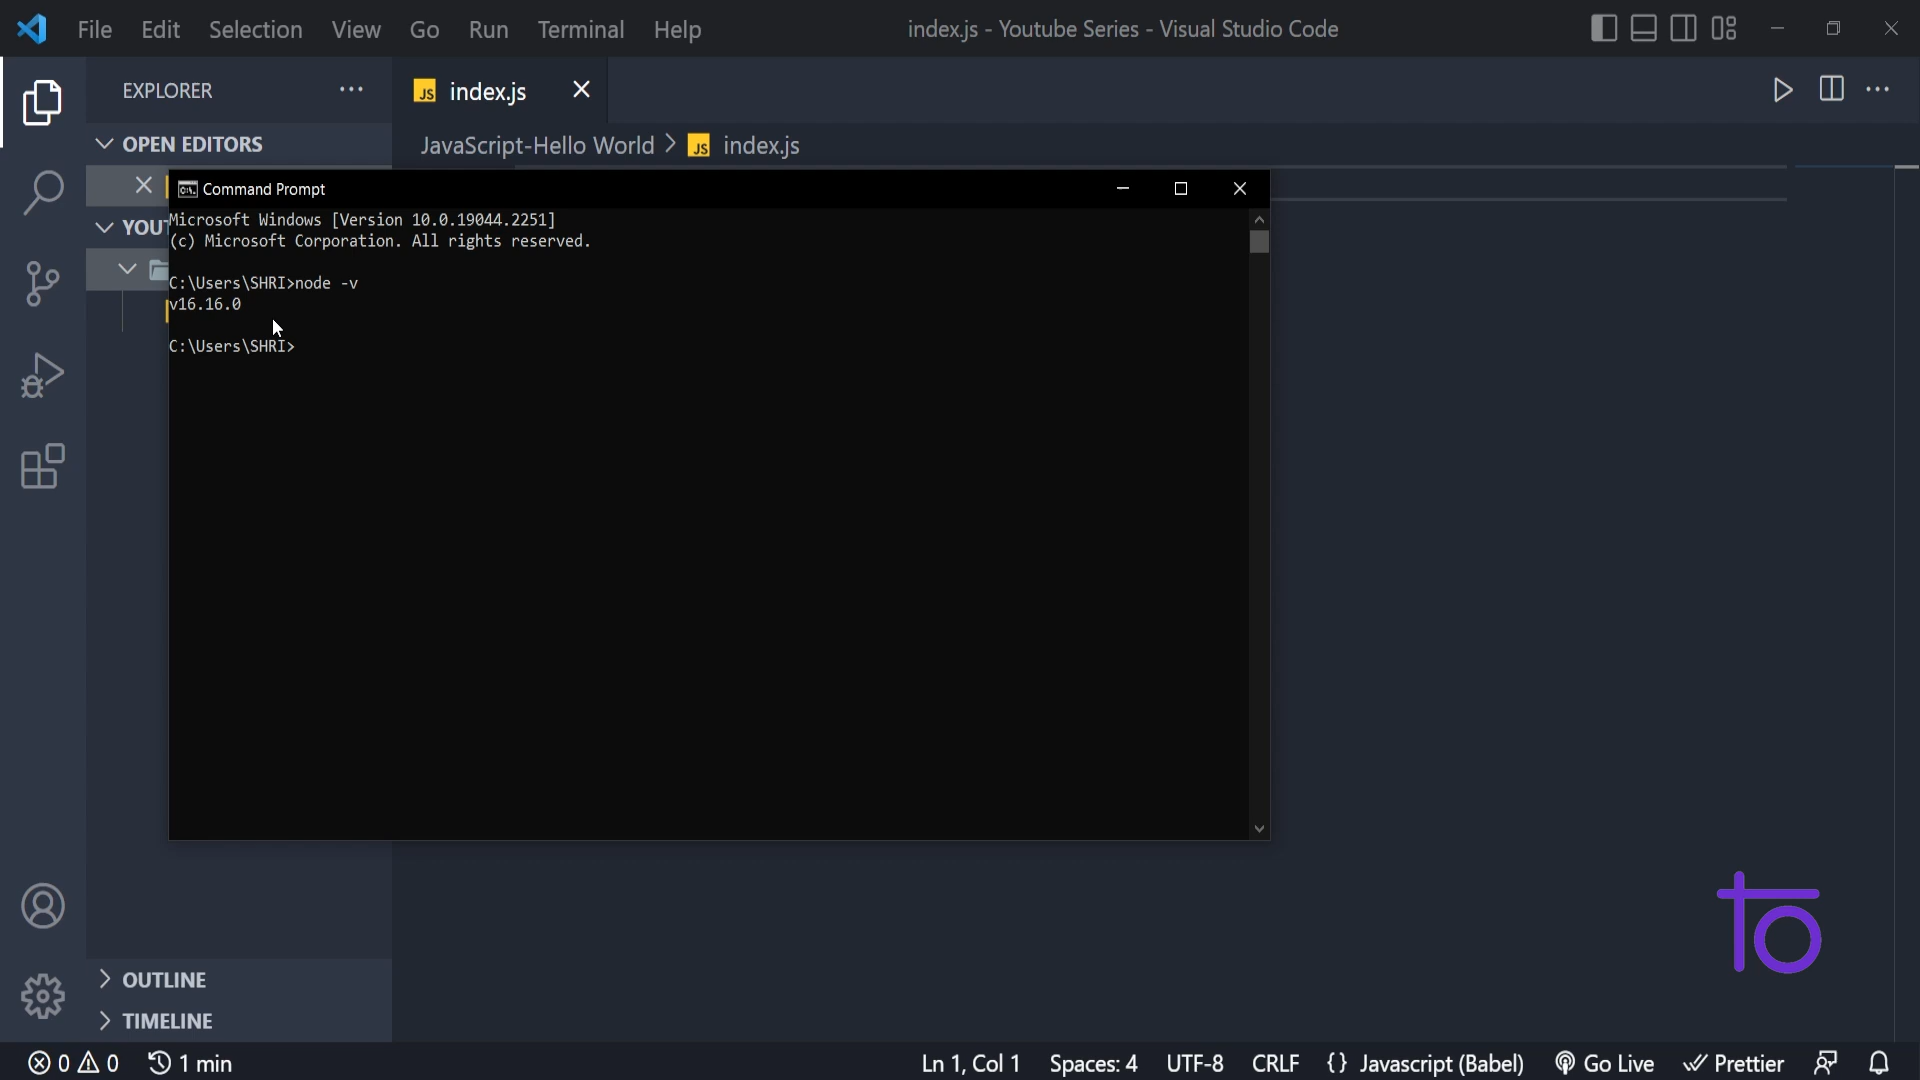 File Edit Selection View Go Run Terminal Help
index.js - Youtube Series - Visual Studio Code
EXPLORER
JS index.js
OPEN EDITORS
JavaScript-Hello World > JS index.js
Command Prompt
Microsoft Windows [Version 10.0.19044.2251]
(c) Microsoft Corporation. All rights reserved.
C:\Users\SHRI>node -v
v16.16.0
C:\Users\SHRI>
to
OUTLINE
TIMELINE
0 0 1 min
Ln 1, Col 1 Spaces: 4 UTF-8 CRLF {} Javascript (Babel) Go Live Prettier